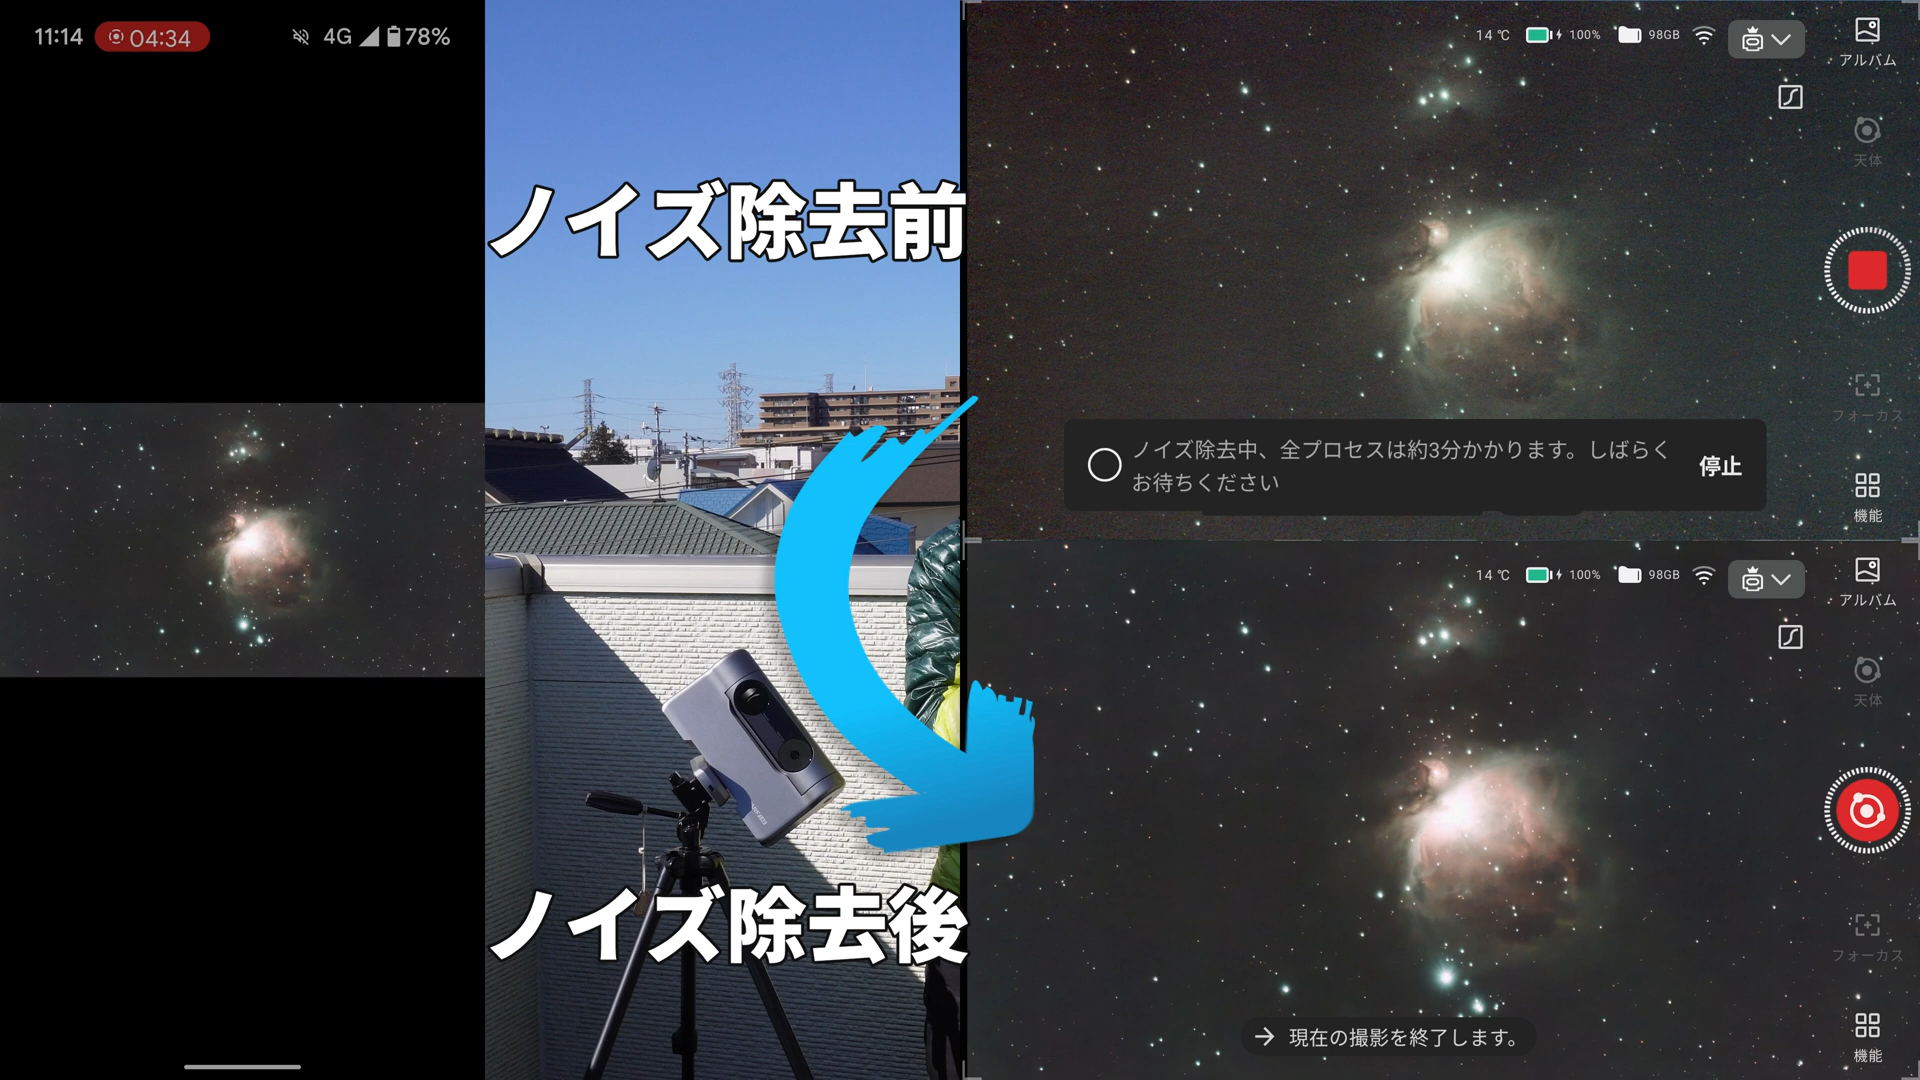 11:14
04:34
4G
78%
ノイズ除去前
ノイズ除去後
14℃ 100% 98GB
アルバム
天体
フォーカス
ノイズ除去中、全プロセスは約3分かかります。しばらく
お待ちください
停止
機能
14℃ 100% 98GB
アルバム
天体
フォーカス
→ 現在の撮影を終了します。
機能